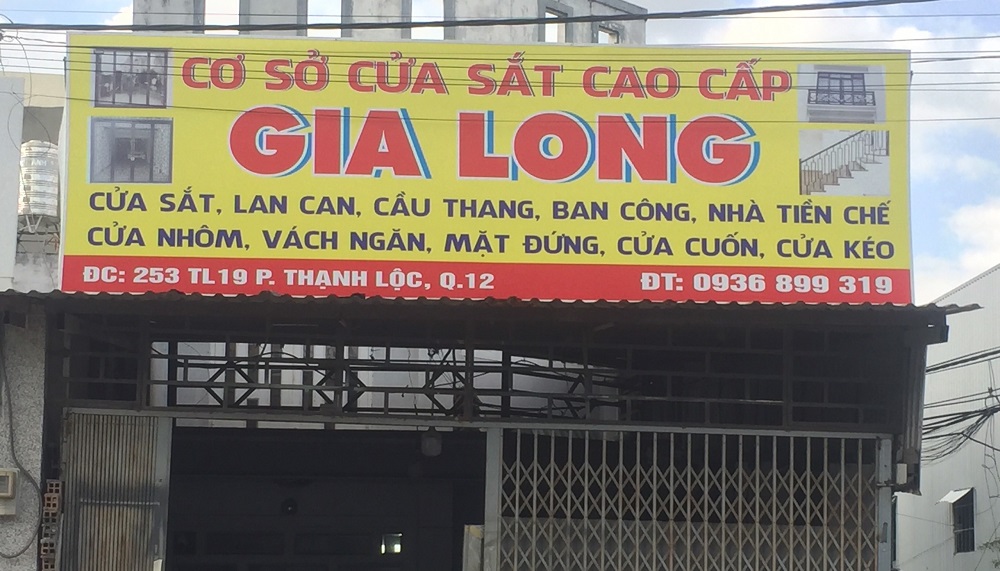 CƠ SỞ CỬA SẮT CAO CẤP
GIA LONG
CỬA SẮT, LAN CAN, CẦU THANG, BAN CÔNG, NHÀ TIỀN CHẾ
CỬA NHÔM, VÁCH NGĂN, MẶT ĐỨNG, CỬA CUỐN, CỬA KÉO
ĐC: 253 TL19 P. THẠNH LỘC, Q.12 ĐT: 0936 899 319